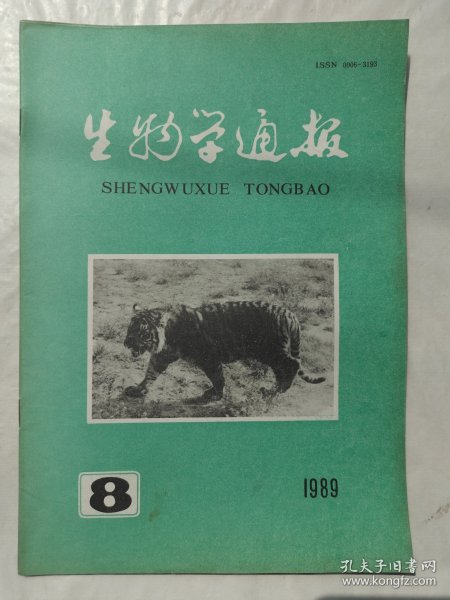 ISSN 0006-3193
生物学通报
SHENGWUXUE TONGBAO
8
1989
孔夫子旧书网
www.kongfz.com